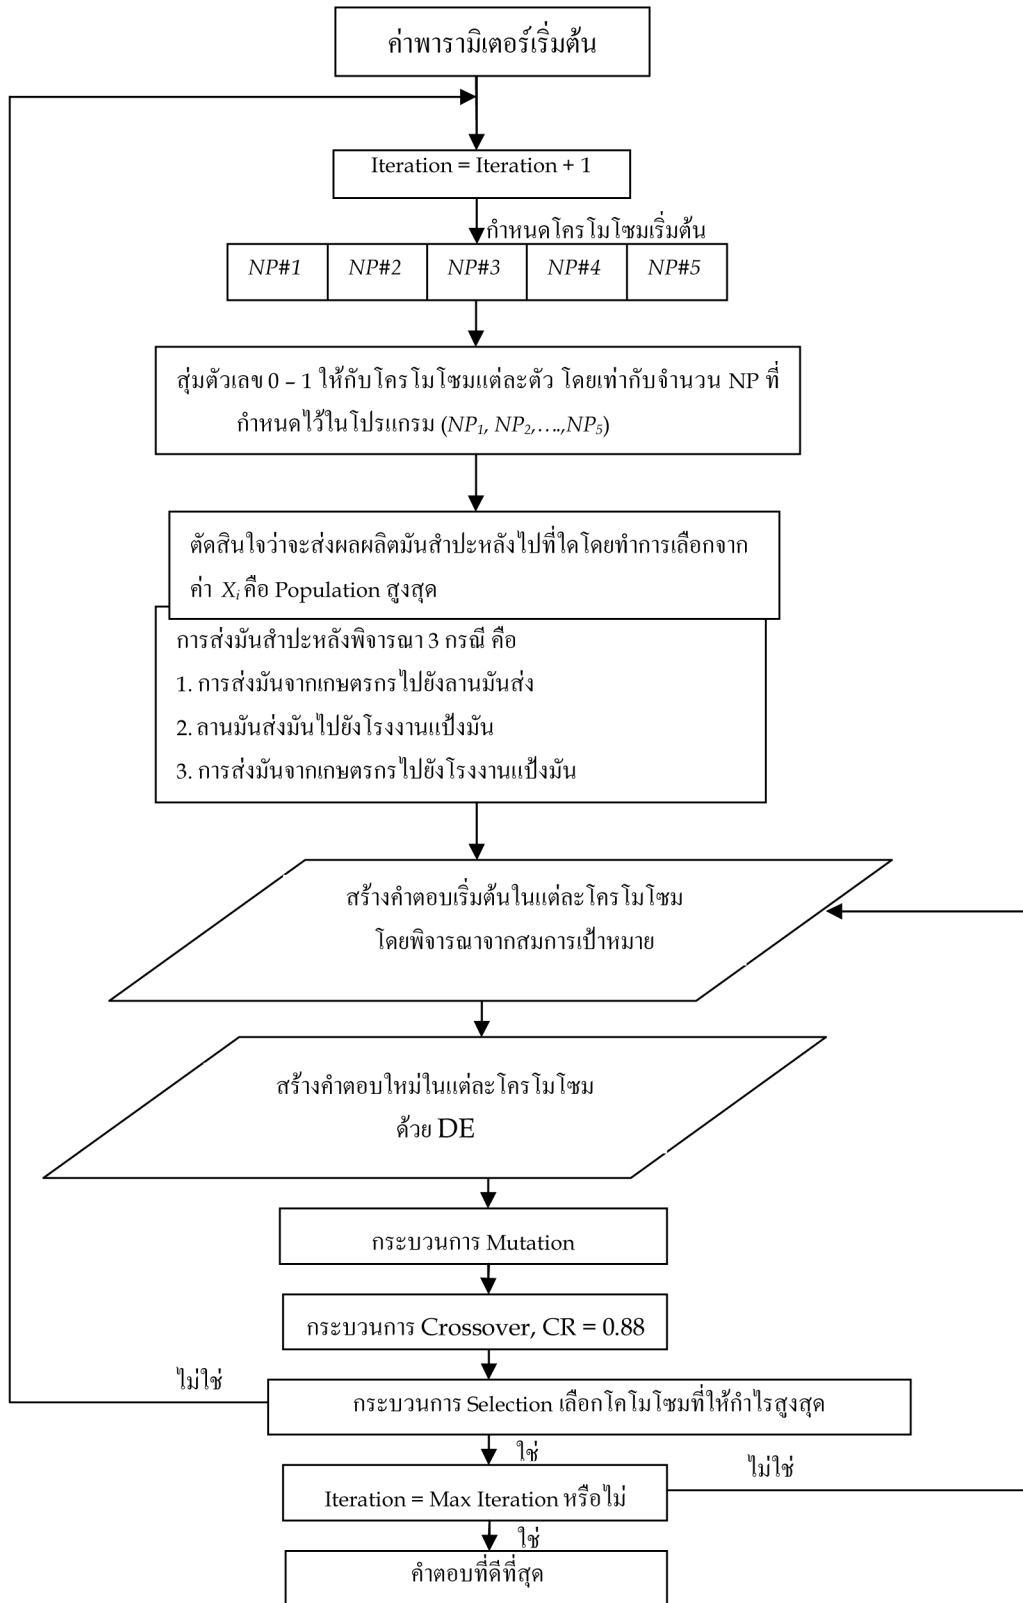 ค่าพารามิเตอร์เริ่มต้น
Iteration = Iteration + 1
กำหนดโครโมโซมเริ่มต้น
NP#1 NP#2 NP#3 NP#4 NP#5
สุ่มตัวเลข 0 – 1 ให้กับโครโมโซมแต่ละตัว โดยเท่ากับจำนวน NP ที่
กำหนดไว้ในโปรแกรม (NP1, NP2,….,NP5)
ตัดสินใจว่าจะส่งผลผลิตมันสำปะหลังไปที่ใดโดยทำการเลือกจาก
ค่า Xi คือ Population สูงสุด
การส่งมันสำปะหลังพิจารณา 3 กรณี คือ
1. การส่งมันจากเกษตรกรไปยังลานมันส่ง
2. ลานมันส่งมันไปยังโรงงานแป้งมัน
3. การส่งมันจากเกษตรกรไปยังโรงงานแป้งมัน
สร้างคำตอบเริ่มต้นในแต่ละโครโมโซม
โดยพิจารณาจากสมการเป้าหมาย
สร้างคำตอบใหม่ในแต่ละโครโมโซม
ด้วย DE
กระบวนการ Mutation
กระบวนการ Crossover, CR = 0.88
ไม่ใช่
กระบวนการ Selection เลือกโคโมโซมที่ให้กำไรสูงสุด
ใช่
ไม่ใช่
Iteration = Max Iteration หรือไม่
ใช่
คำตอบที่ดีที่สุด